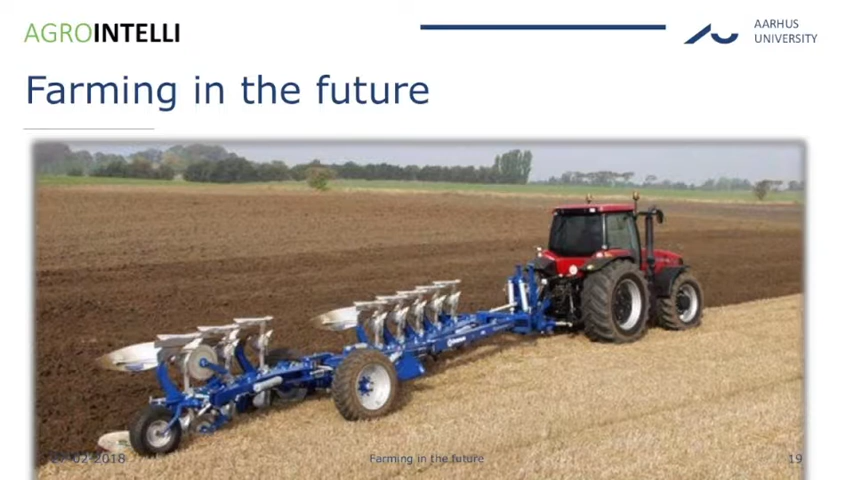 AGROINTELLI
AARHUS
UNIVERSITY
Farming in the future
Farming in the future
19